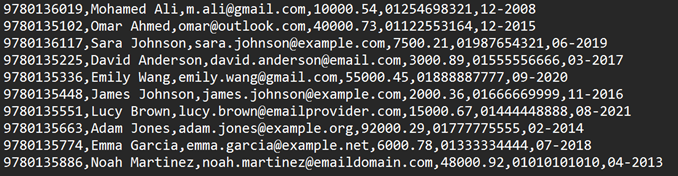 9780136019,Mohamed Ali,m.ali@gmail.com,10000.54,01254698321,12-2008
9780135102,Omar Ahmed,omar@outlook.com,40000.73,01122553164,12-2015
9780136117,Sara Johnson,sara.johnson@example.com,7500.21,01987654321,06-2019
9780135225,David Anderson,david.anderson@email.com,3000.89,01555556666,03-2017
9780135336,Emily Wang,emily.wang@gmail.com,55000.45,01888887777,09-2020
9780135448,James Johnson,james.johnson@example.com,2000.36,01666669999,11-2016
9780135551,Lucy Brown,lucy.brown@emailprovider.com,15000.67,01444448888,08-2021
9780135663,Adam Jones,adam.jones@example.org,92000.29,01777775555,02-2014
9780135774,Emma Garcia,emma.garcia@example.net,6000.78,01333334444,07-2018
9780135886,Noah Martinez,noah.martinez@emaildomain.com,48000.92,01010101010,04-2013